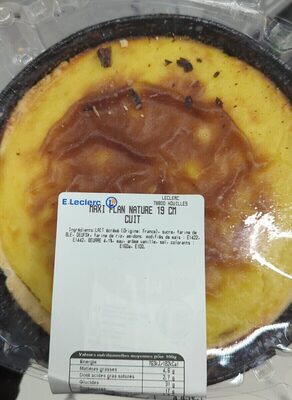 E.Leclerc L
LECLERC
78800 HOUILLES
MAXI FLAN NATURE 19 CM
CUIT
Ingrédients: LAIT écrémé (Origine: France), sucre, farine de
BLE, OEUFS, farine de riz, amidons modifiés de maïs : E1422,
E1442, BEURRE 4.1%, eau, arôme vanille, sel, colorants :
E160a, E100.
Valeurs nutritionnelles moyennes pour 100g
Energie
Matières grasses
Dont acides gras saturés
Glucides